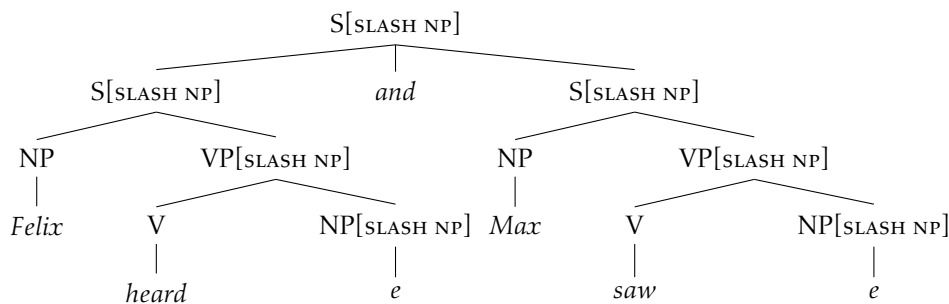 S[SLASH NP]
S[SLASH NP] and S[SLASH NP]
NP VP[SLASH NP] NP VP[SLASH NP]
Felix V NP[SLASH NP] Max V NP[SLASH NP]
heard e saw e